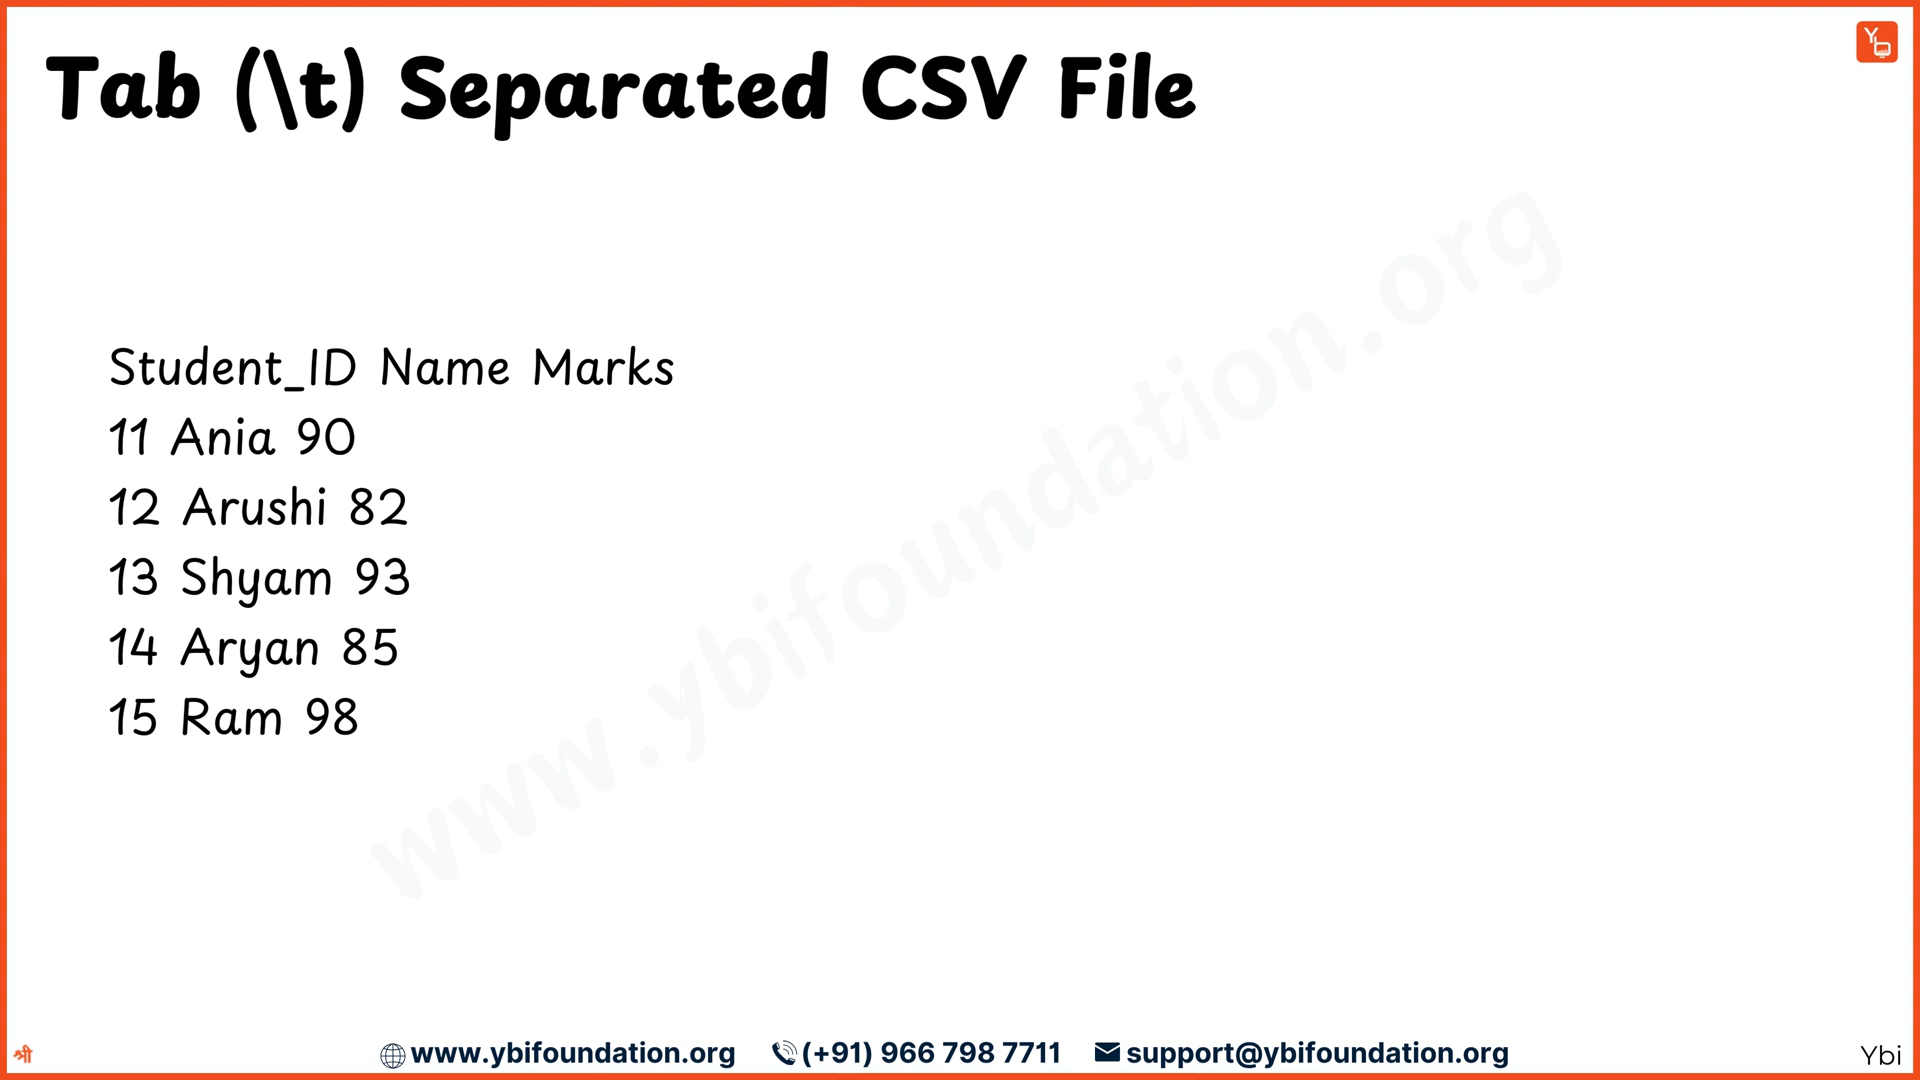 Tab (\t) Separated CSV File
Yb
www.ybifoundation.org
Student_ID Name Marks
11 Ania 90
12 Arushi 82
13 Shyam 93
14 Aryan 85
15 Ram 98
श्री
www.ybifoundation.org (+91) 966 798 7711 support@ybifoundation.org
Ybi